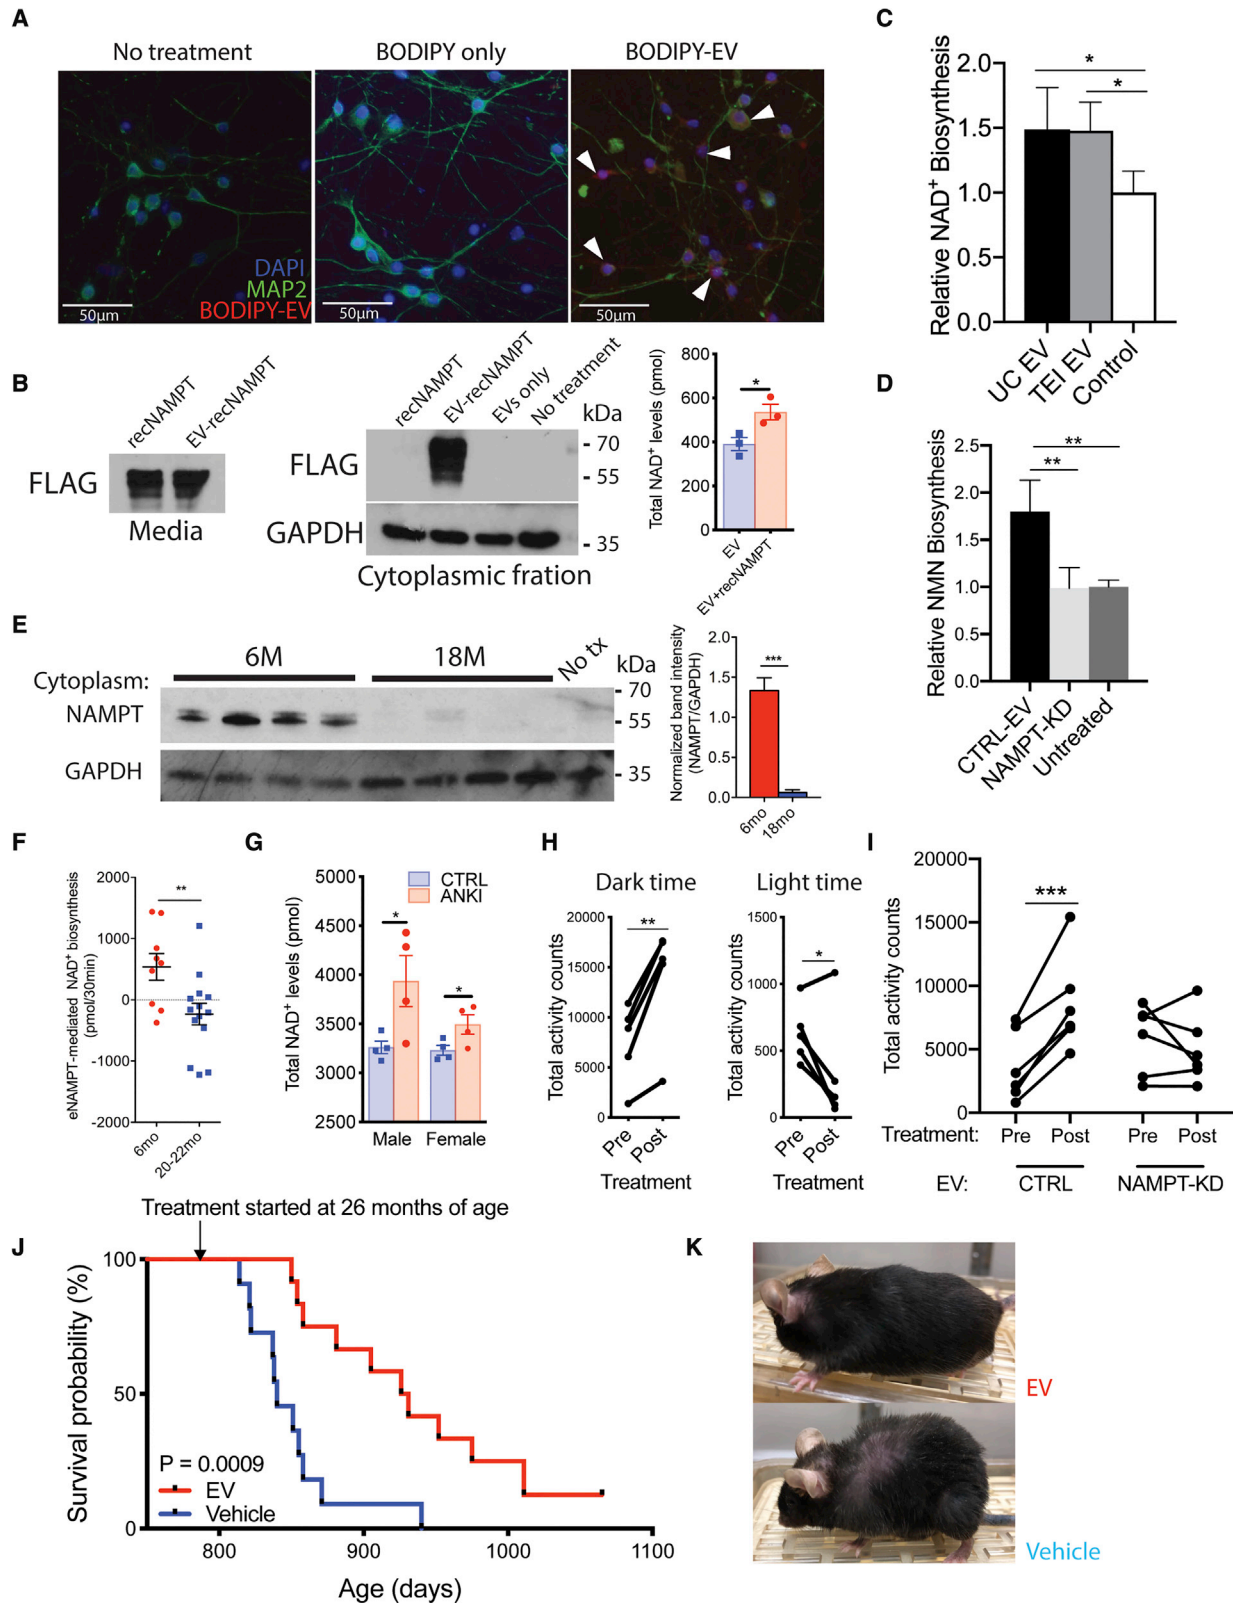 A
No treatment
BODIPY only
BODIPY-EV
DAPI
MAP2
BODIPY-EV
50μm
50μm
50μm
C
Relative NAD+ Biosynthesis
2.0
1.5
1.0
0.5
0.0
*
*
UC EV
TEI EV
Control
B
recNAMPT
EV-recNAMPT
FLAG
Media
recNAMPT
EV-recNAMPT
EVs only
No treatment
kDa
FLAG
- 70
- 55
GAPDH
- 35
Cytoplasmic fration
Total NAD+ levels (pmol)
800
600
400
200
0
*
EV
EV+recNAMPT
D
Relative NMN Biosynthesis
2.5
2.0
1.5
1.0
0.5
0.0
**
**
CTRL-EV
NAMPT-KD
Untreated
E
6M
18M
No tx
kDa
Cytoplasm:
NAMPT
- 70
- 55
GAPDH
- 35
Normalized band intensity
(NAMPT/GAPDH)
2.0
1.5
1.0
0.5
0.0
***
6mo
18mo
F
eNAMPT-mediated NAD+ biosynthesis
(pmol/30min)
2000
1000
0
-1000
-2000
**
6mo
20-22mo
G
Total NAD+ levels (pmol)
5000
4500
4000
3500
3000
2500
CTRL
ANKI
*
*
Male
Female
H
Dark time
Total activity counts
20000
15000
10000
5000
0
**
Pre
Post
Treatment
Light time
Total activity counts
1500
1000
500
0
*
Pre
Post
Treatment
I
Total activity counts
20000
15000
10000
5000
0
***
Treatment:
Pre
Post
Pre
Post
EV:
CTRL
NAMPT-KD
J
Treatment started at 26 months of age
Survival probability (%)
100
50
0
P = 0.0009
EV
Vehicle
800
900
1000
1100
Age (days)
K
EV
Vehicle